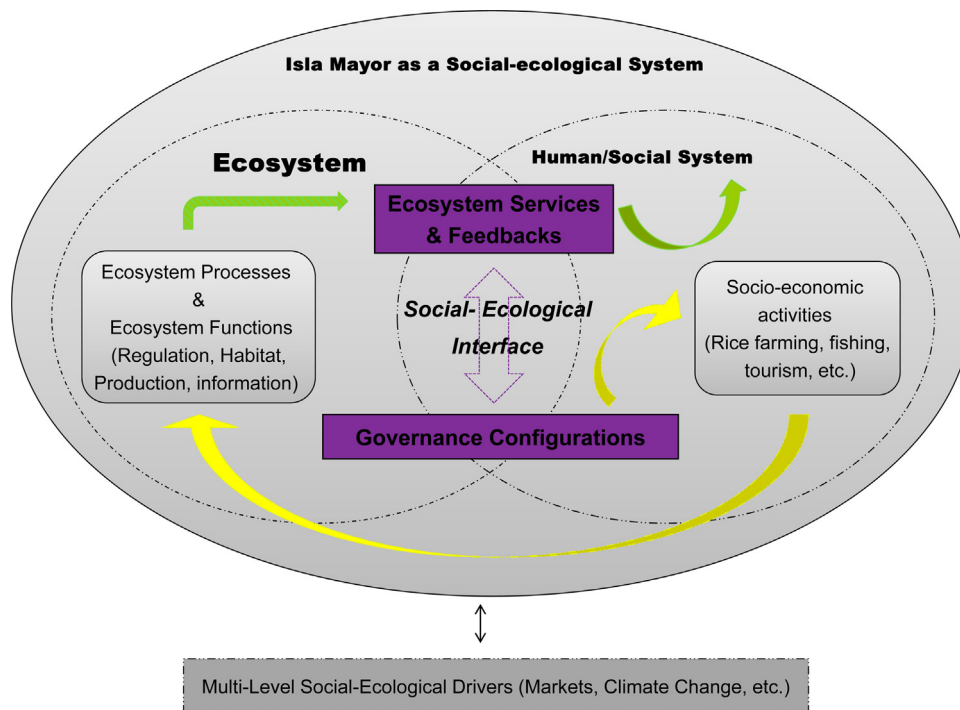 Isla Mayor as a Social-ecological System
Ecosystem
Human/Social System
Ecosystem Services
& Feedbacks
Ecosystem Processes
&
Ecosystem Functions
(Regulation, Habitat,
Production, information)
Social- Ecological
Interface
Socio-economic
activities
(Rice farming, fishing,
tourism, etc.)
Governance Configurations
Multi-Level Social-Ecological Drivers (Markets, Climate Change, etc.)